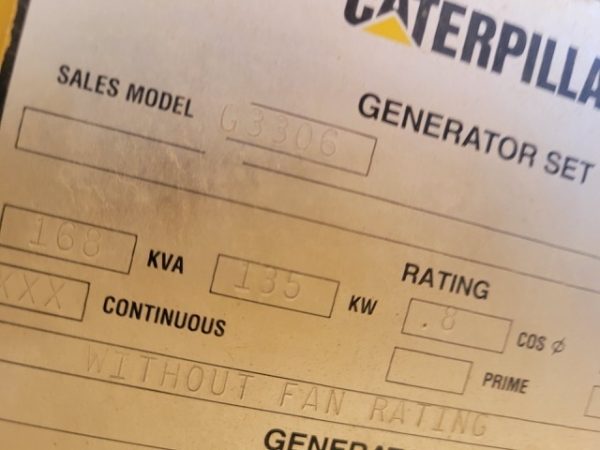 CATERPILLA
GENERATOR SET
SALES MODEL G3306
RATING
168 KVA 135 KW .8 COS ø
XXX CONTINUOUS PRIME
WITHOUT FAN RATING